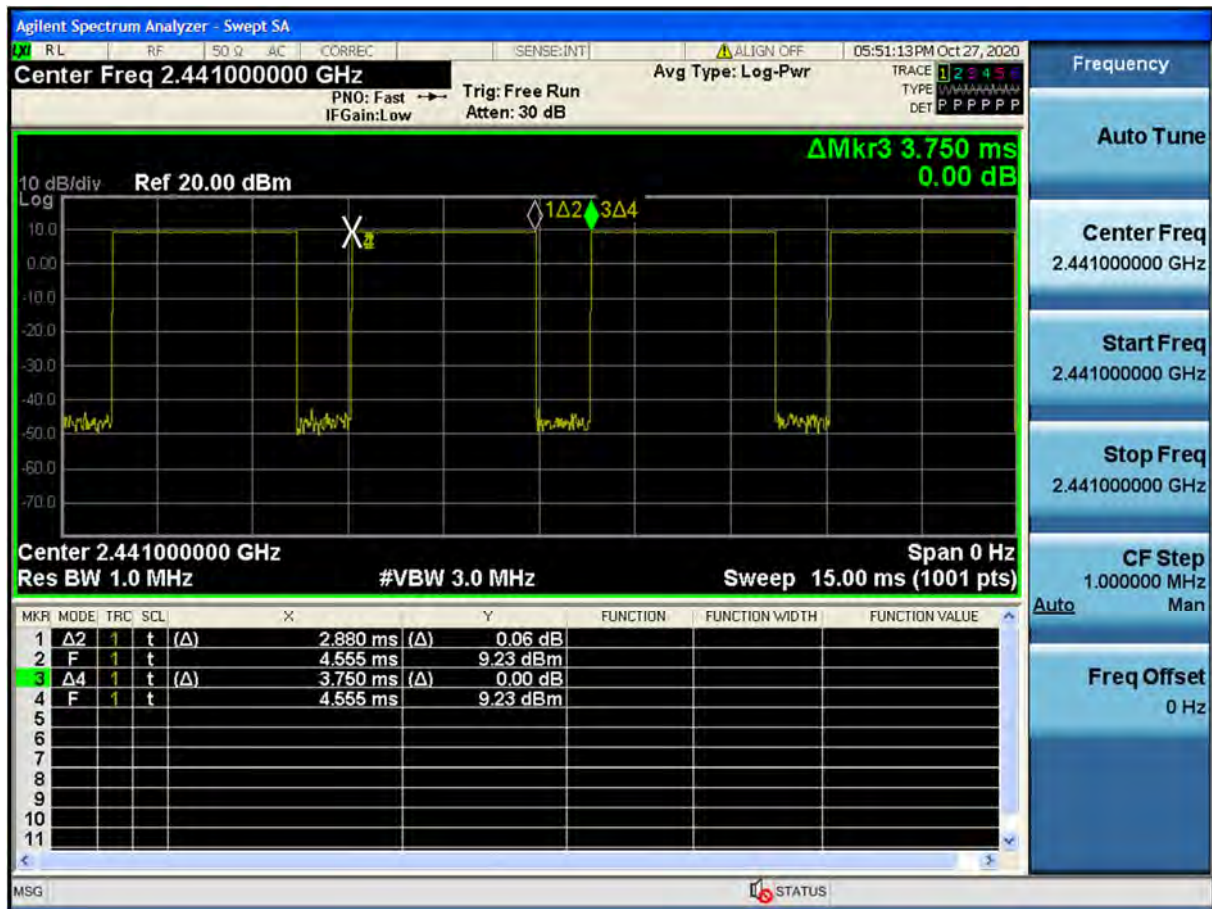 Agilent Spectrum Analyzer - Swept SA
LXI RL RF 50 Ω AC CORREC SENSE:INT ALIGN OFF 05:51:13 PM Oct 27, 2020
Center Freq 2.441000000 GHz
PNO: Fast
IFGain:Low
Trig: Free Run
Atten: 30 dB
Avg Type: Log-Pwr
TRACE 1 2 3 4 5 6
TYPE
DET P P P P P P
ΔMkr3 3.750 ms
0.00 dB
10 dB/div Ref 20.00 dBm
Log
1Δ2 3Δ4
10.0
0.00
-10.0
-20.0
-30.0
-40.0
-50.0
-60.0
-70.0
Center 2.441000000 GHz Span 0 Hz
Res BW 1.0 MHz #VBW 3.0 MHz Sweep 15.00 ms (1001 pts)
MKR MODE TRC SCL X Y FUNCTION FUNCTION WIDTH FUNCTION VALUE
1 Δ2 1 t (Δ) 2.880 ms (Δ) 0.06 dB
2 F 1 t 4.555 ms 9.23 dBm
3 Δ4 1 t (Δ) 3.750 ms (Δ) 0.00 dB
4 F 1 t 4.555 ms 9.23 dBm
5
6
7
8
9
10
11
MSG STATUS
Frequency
Auto Tune
Center Freq
2.441000000 GHz
Start Freq
2.441000000 GHz
Stop Freq
2.441000000 GHz
CF Step
1.000000 MHz
Auto Man
Freq Offset
0 Hz